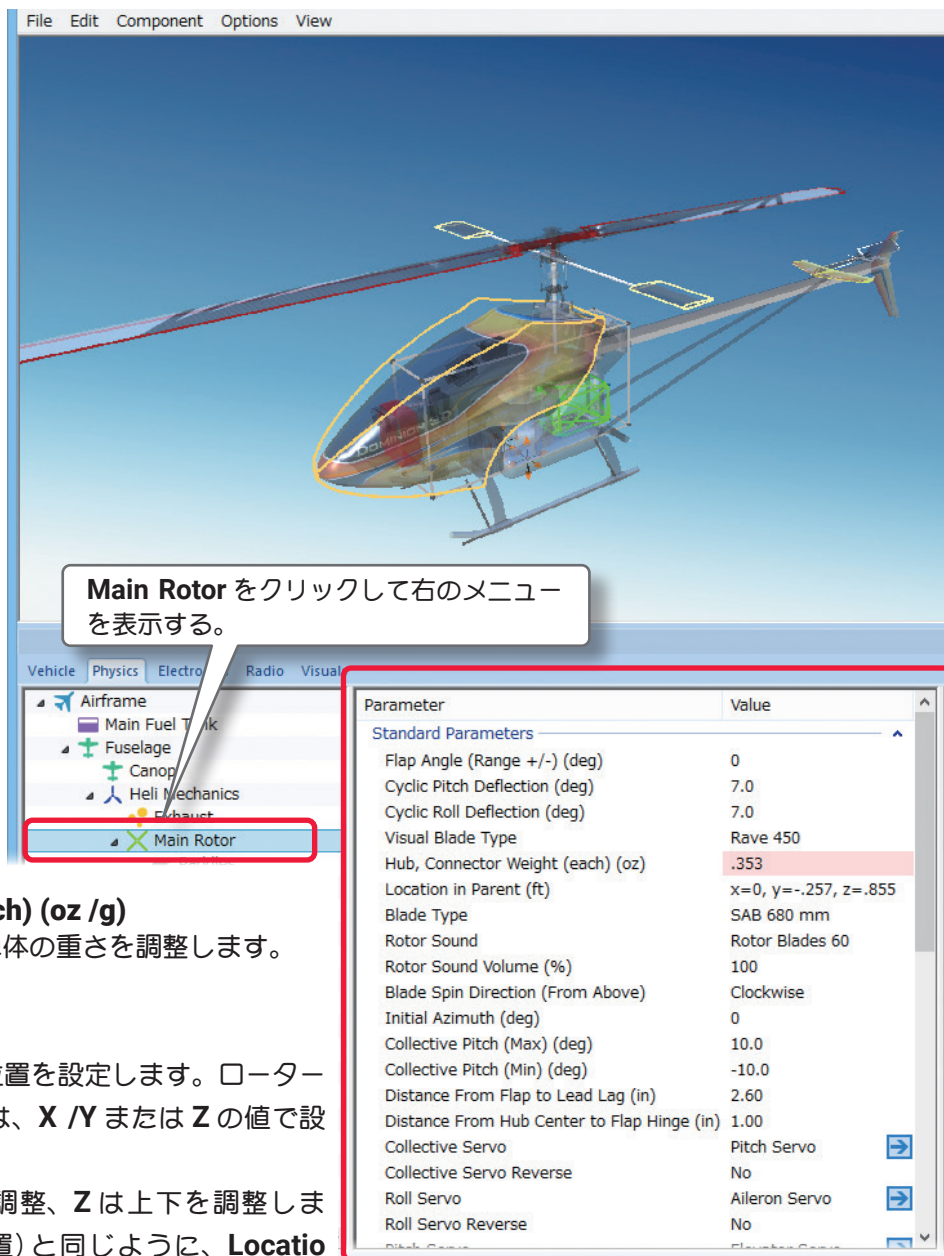 File Edit Component Options View
DOMINION 3D
Main Rotor をクリックして右のメニュー
を表示する。
Vehicle Physics Radio Visual
Airframe
Main Fuel
Fuselage
Canop
Heli Mechanics
Exhaust
Main Rotor
Parameter Value
Standard Parameters
Flap Angle (Range +/-) (deg) 0
Cyclic Pitch Deflection (deg) 7.0
Cyclic Roll Deflection (deg) 7.0
Visual Blade Type Rave 450
Hub, Connector Weight (each) (oz) .353
Location in Parent (ft) x=0, y=-.257, z=.855
Blade Type SAB 680 mm
Rotor Sound Rotor Blades 60
Rotor Sound Volume (%) 100
Blade Spin Direction (From Above) Clockwise
Initial Azimuth (deg) 0
Collective Pitch (Max) (deg) 10.0
Collective Pitch (Min) (deg) -10.0
Distance From Flap to Lead Lag (in) 2.60
Distance From Hub Center to Flap Hinge (in) 1.00
Collective Servo Pitch Servo
Collective Servo Reverse No
Roll Servo Aileron Servo
Roll Servo Reverse No
Pitch Servo Elevator Servo
ch) (oz /g)
体の重さを調整します。
位置を設定します。ローター
は、X /Y または Z の値で設
調整、Z は上下を調整しま
置)と同じように、Locatio